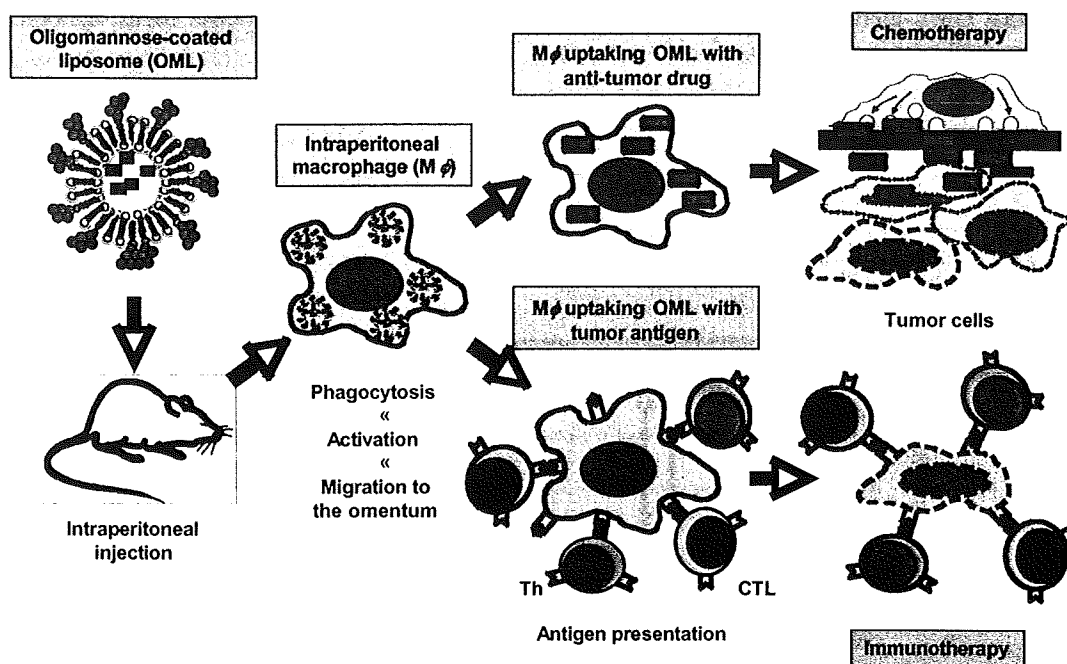 Oligomannose-coated
liposome (OML)
Intraperitoneal
injection
Intraperitoneal
macrophage (Mϕ)
Phagocytosis
«
Activation
«
Migration to
the omentum
Mϕ uptaking OML with
anti-tumor drug
Chemotherapy
Tumor cells
Mϕ uptaking OML with
tumor antigen
Th
CTL
Antigen presentation
Immunotherapy